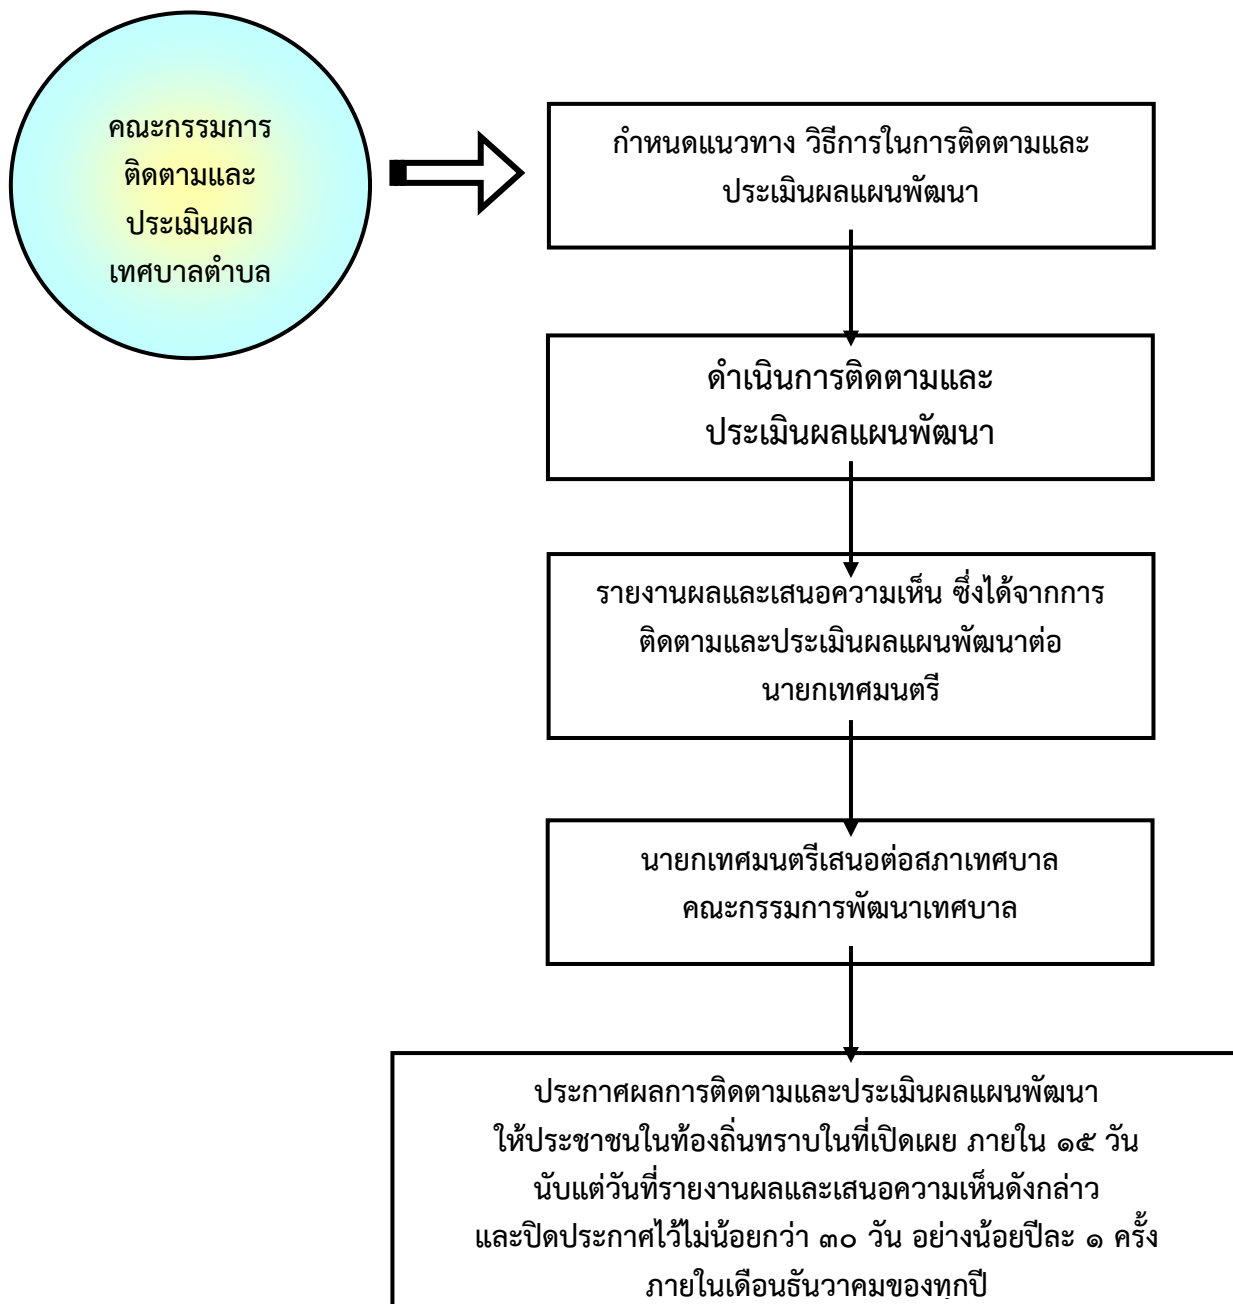 คณะกรรมการ
ติดตามและ
ประเมินผล
เทศบาลตำบล
กำหนดแนวทาง วิธีการในการติดตามและ
ประเมินผลแผนพัฒนา
ดำเนินการติดตามและ
ประเมินผลแผนพัฒนา
รายงานผลและเสนอความเห็น ซึ่งได้จากการ
ติดตามและประเมินผลแผนพัฒนาต่อ
นายกเทศมนตรี
นายกเทศมนตรีเสนอต่อสภาเทศบาล
คณะกรรมการพัฒนาเทศบาล
ประกาศผลการติดตามและประเมินผลแผนพัฒนา
ให้ประชาชนในท้องถิ่นทราบในที่เปิดเผย ภายใน ๑๕ วัน
นับแต่วันที่รายงานผลและเสนอความเห็นดังกล่าว
และปิดประกาศไว้ไม่น้อยกว่า ๓๐ วัน อย่างน้อยปีละ ๑ ครั้ง
ภายในเดือนธันวาคมของทุกปี